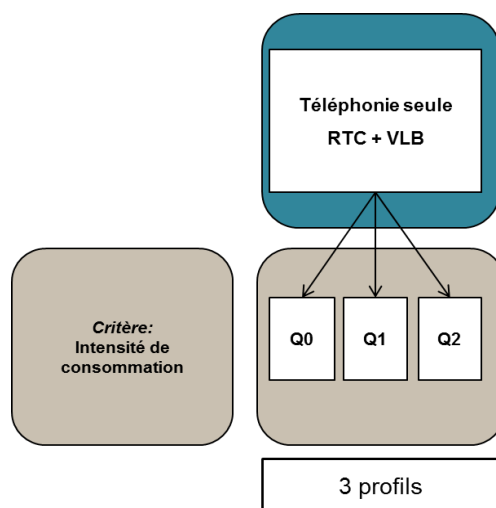 Téléphonie seule
RTC + VLB
Critère:
Intensité de
consommation
Q0
Q1
Q2
3 profils